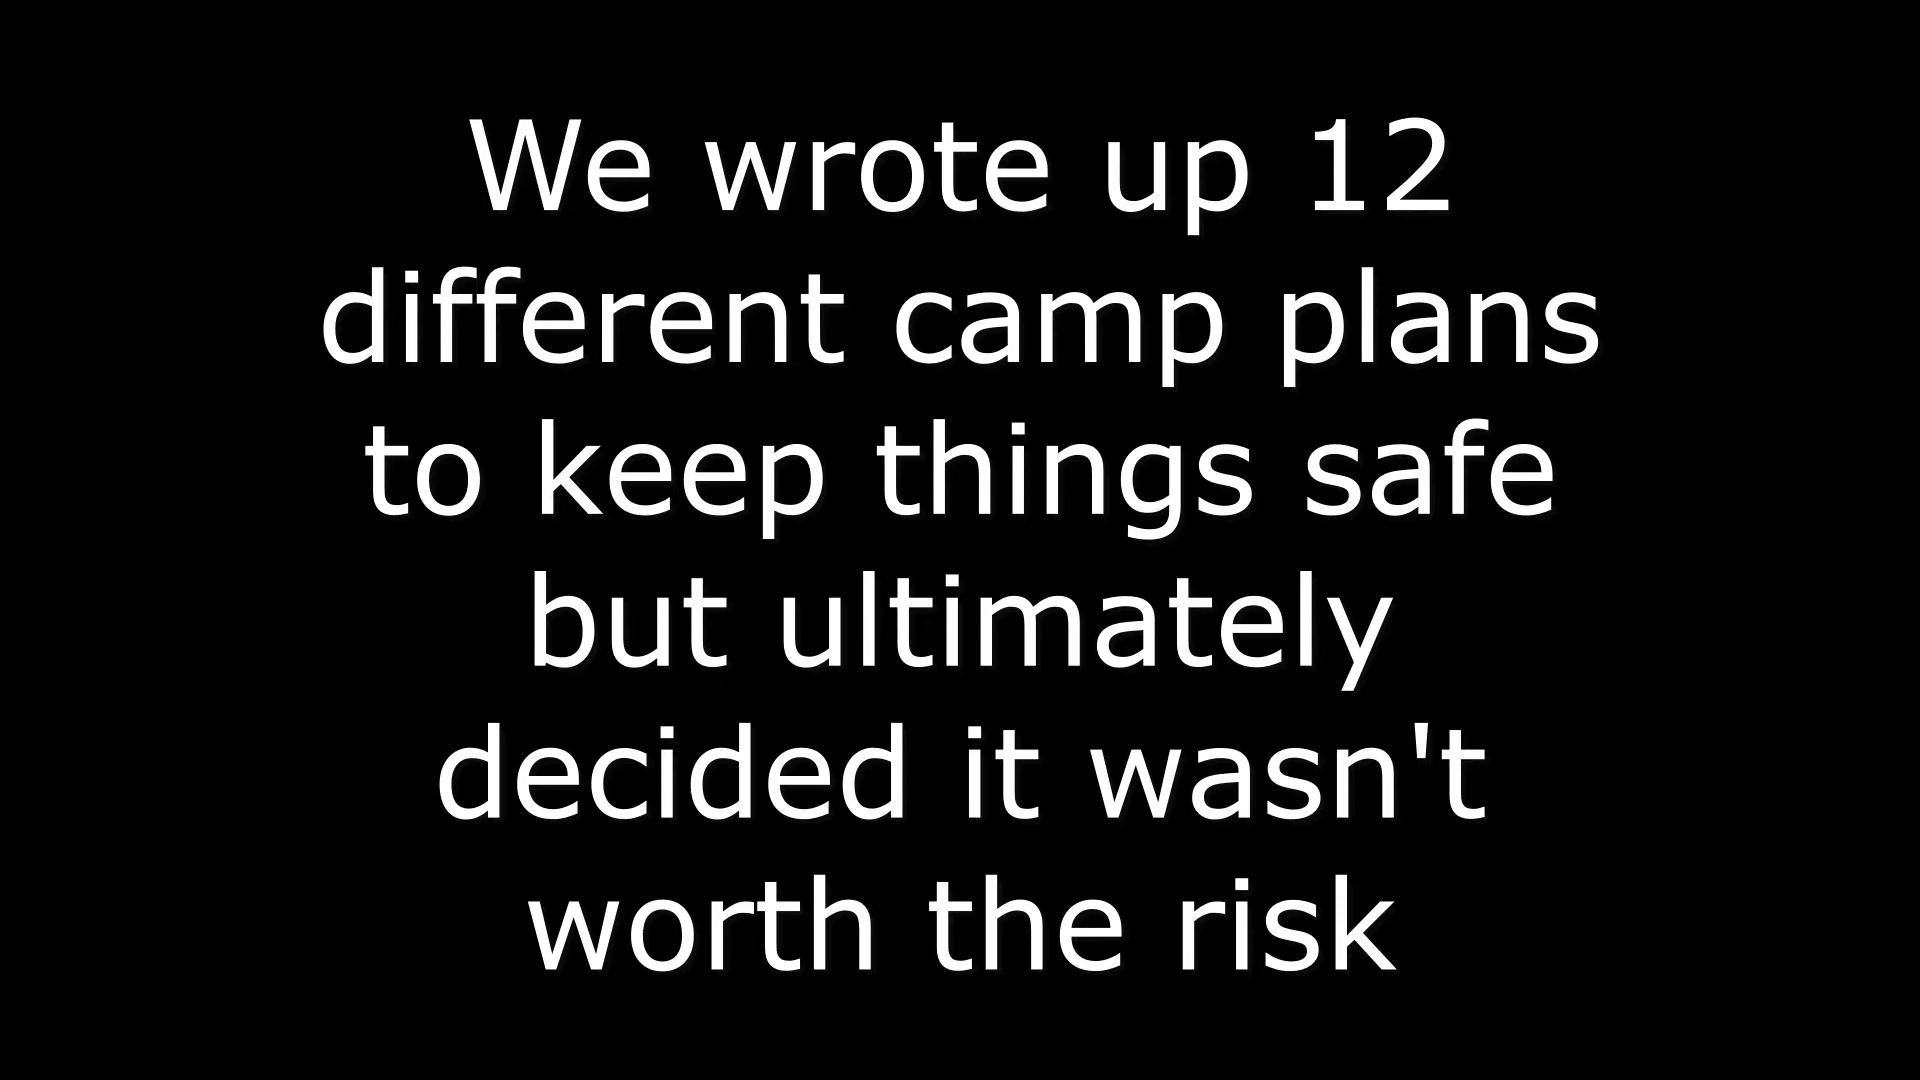 We wrote up 12
different camp plans
to keep things safe
but ultimately
decided it wasn't
worth the risk